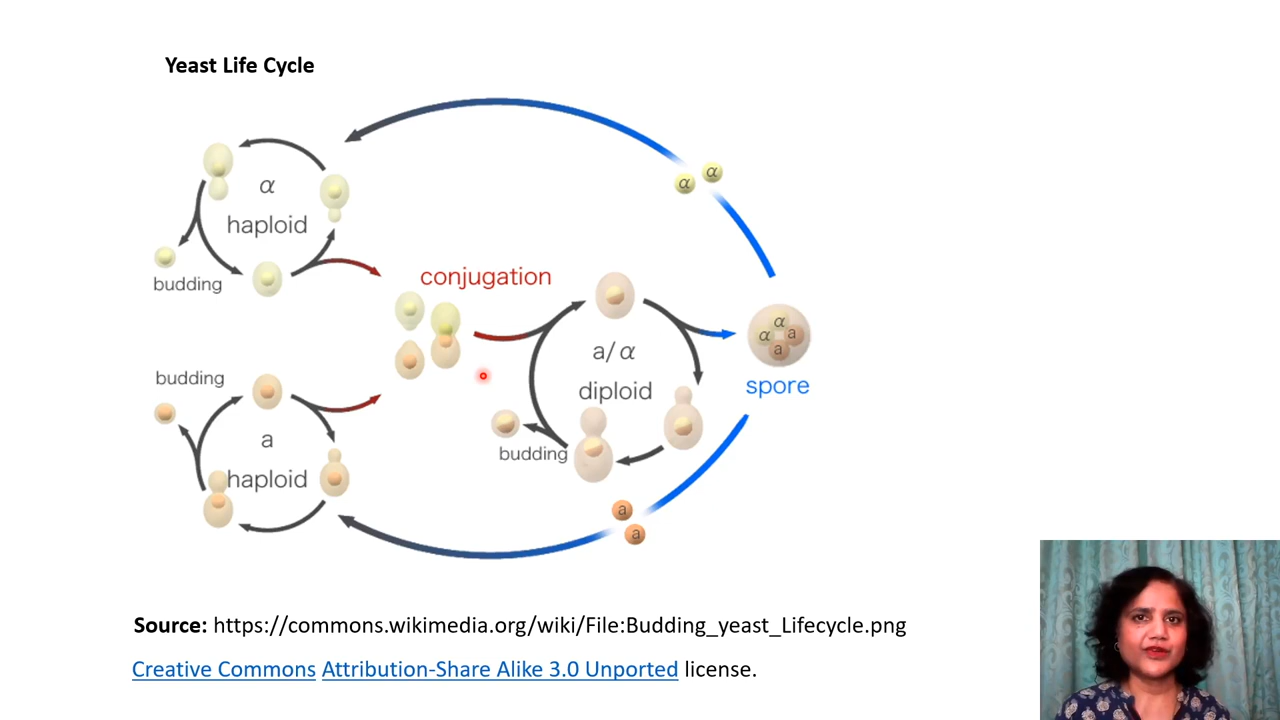 Yeast Life Cycle
α
haploid
budding
α
α
conjugation
a/α
diploid
budding
α
α
a
a
spore
budding
a
haploid
a
a
Source: https://commons.wikimedia.org/wiki/File:Budding_yeast_Lifecycle.png
Creative Commons Attribution-Share Alike 3.0 Unported license.